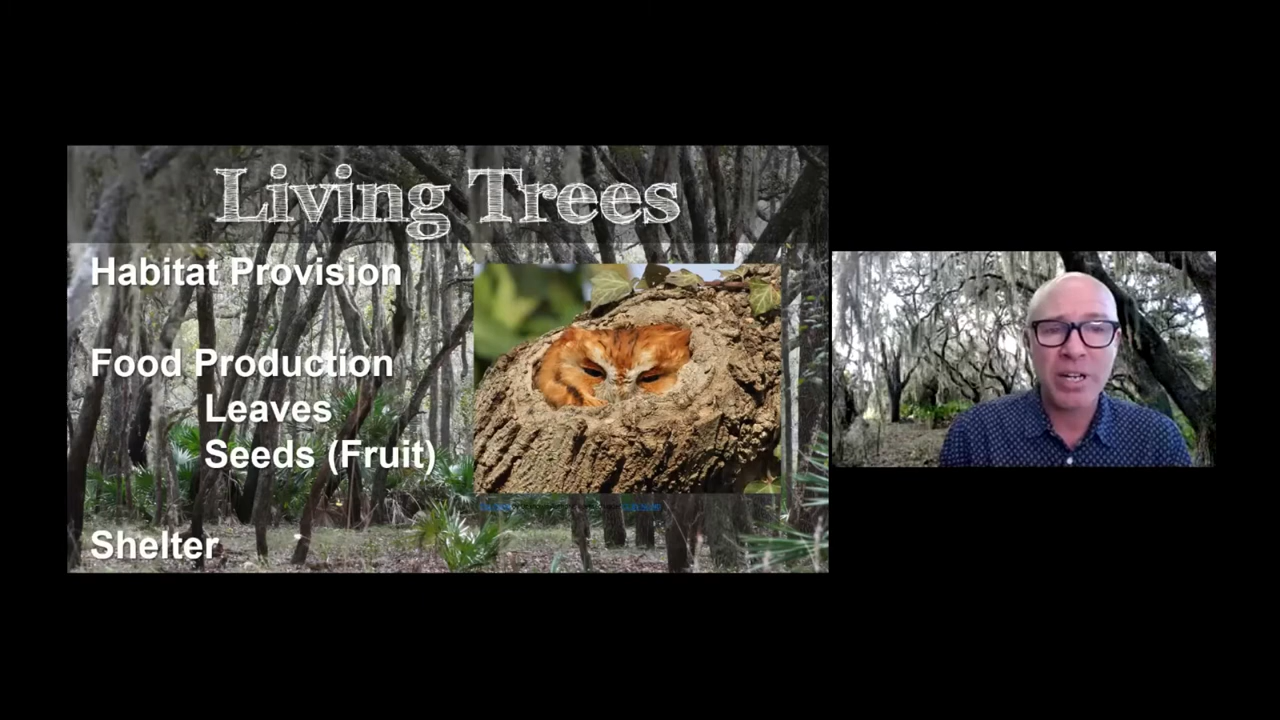 Living Trees
Habitat Provision
Food Production
Leaves
Seeds (Fruit)
Shelter